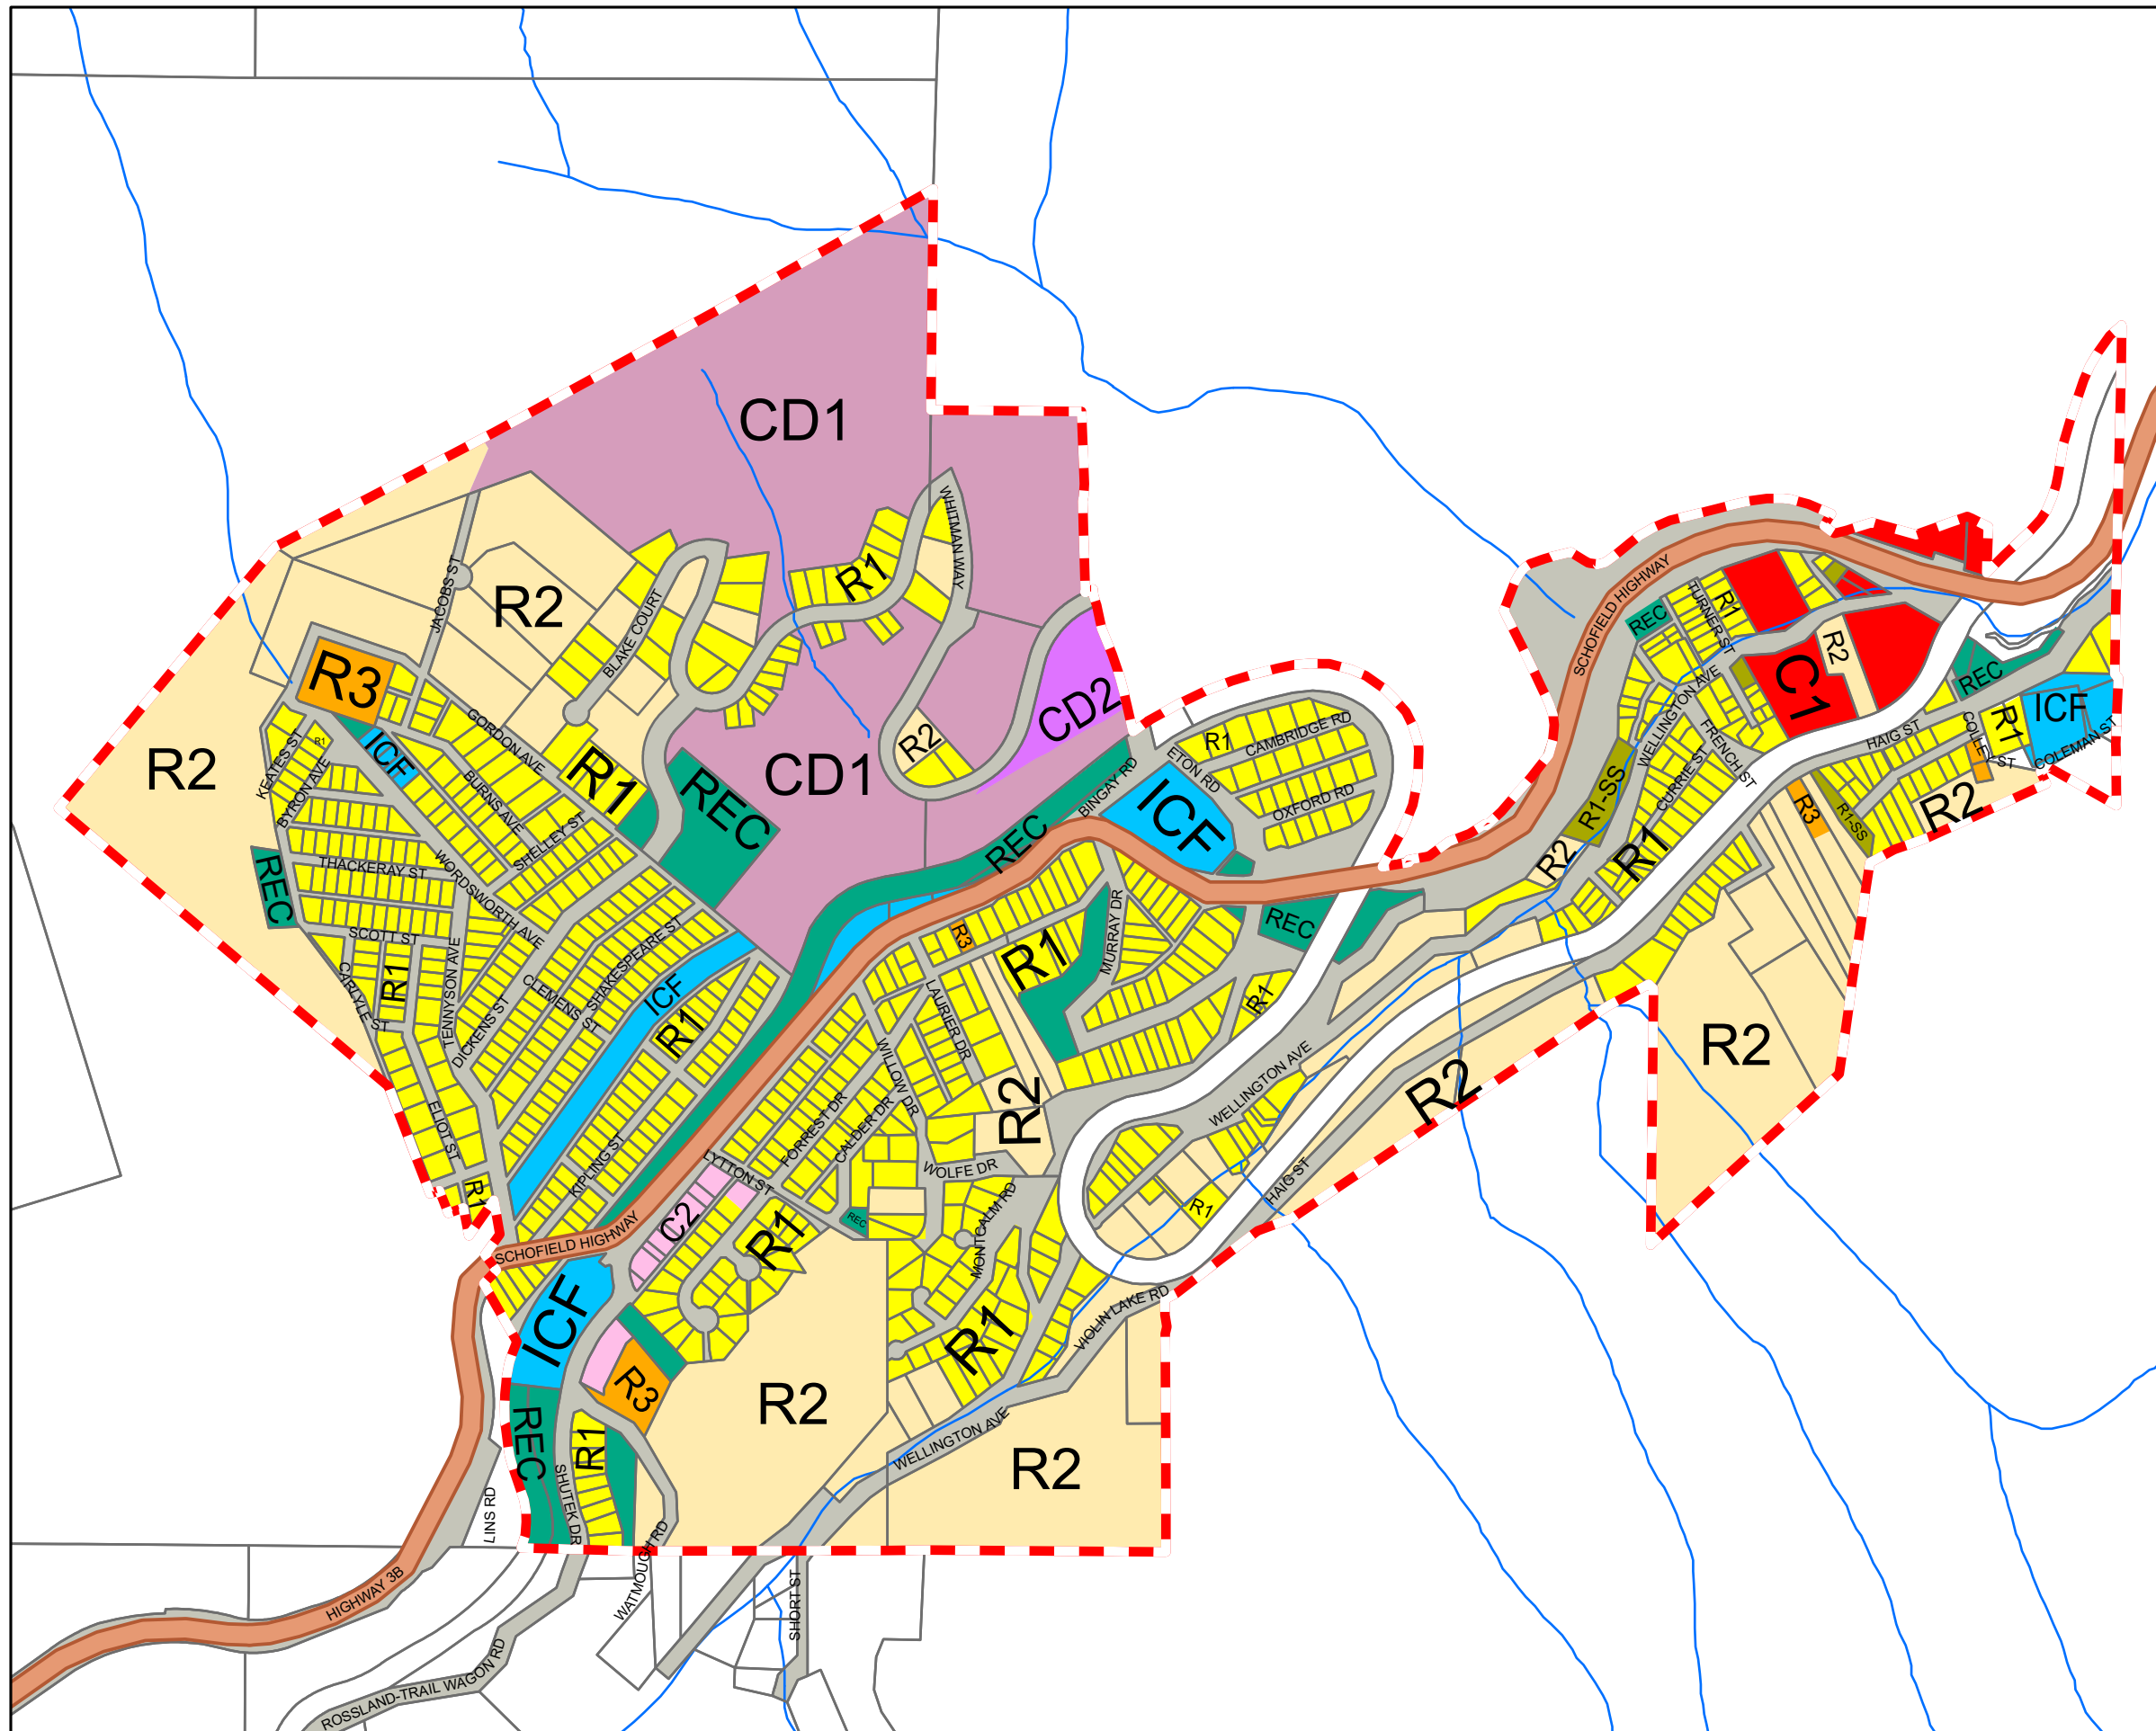 CD1
WHITMAN WAY
R1
JACOBS ST
R2
BLAKE COURT
SCHOFIELD HIGHWAY
REC
TURNER ST
R1
R2
R3
CD2
C1
REC
ICF
COLEMAN ST
R1
COLLEY ST
HAIG ST
R2
GORDON AVE
KEATES ST
R1
BYRON AVE
ICF
BURNS AVE
R1
REC
CD1
R2
ETON RD
R1
CAMBRIDGE RD
OXFORD RD
BINGAY RD
ICF
REC
WELLINGTON AVE
FRENCH ST
CURRIE ST
R1-SS
R3
R1-SS
R2
R2
R1
SHELLEY ST
THACKERAY ST
WORDSWORTH AVE
REC
SCOTT ST
CARLYLE ST
R1
TENNYSON AVE
DICKENS ST
CLEMENS ST
SHAKESPEARE ST
ICF
R1
R3
R1
MURRAY DR
REC
R1
LAURIER DR
WILLOW DR
R2
WELLINGTON AVE
R2
R2
ELIOT ST
R1
KIPLING ST
FORREST DR
CALDER DR
LYTTON ST
WOLFE DR
REC
MONTCALM RD
R1
HAIG ST
SCHOFIELD HIGHWAY
C2
R1
ICF
R1
VIOLIN LAKE RD
R3
R2
WELLINGTON AVE
R2
REC
R1
SHUTEK DR
LINS RD
WATMOUGH RD
SHORT ST
HIGHWAY 3B
ROSSLAND-TRAIL WAGON RD